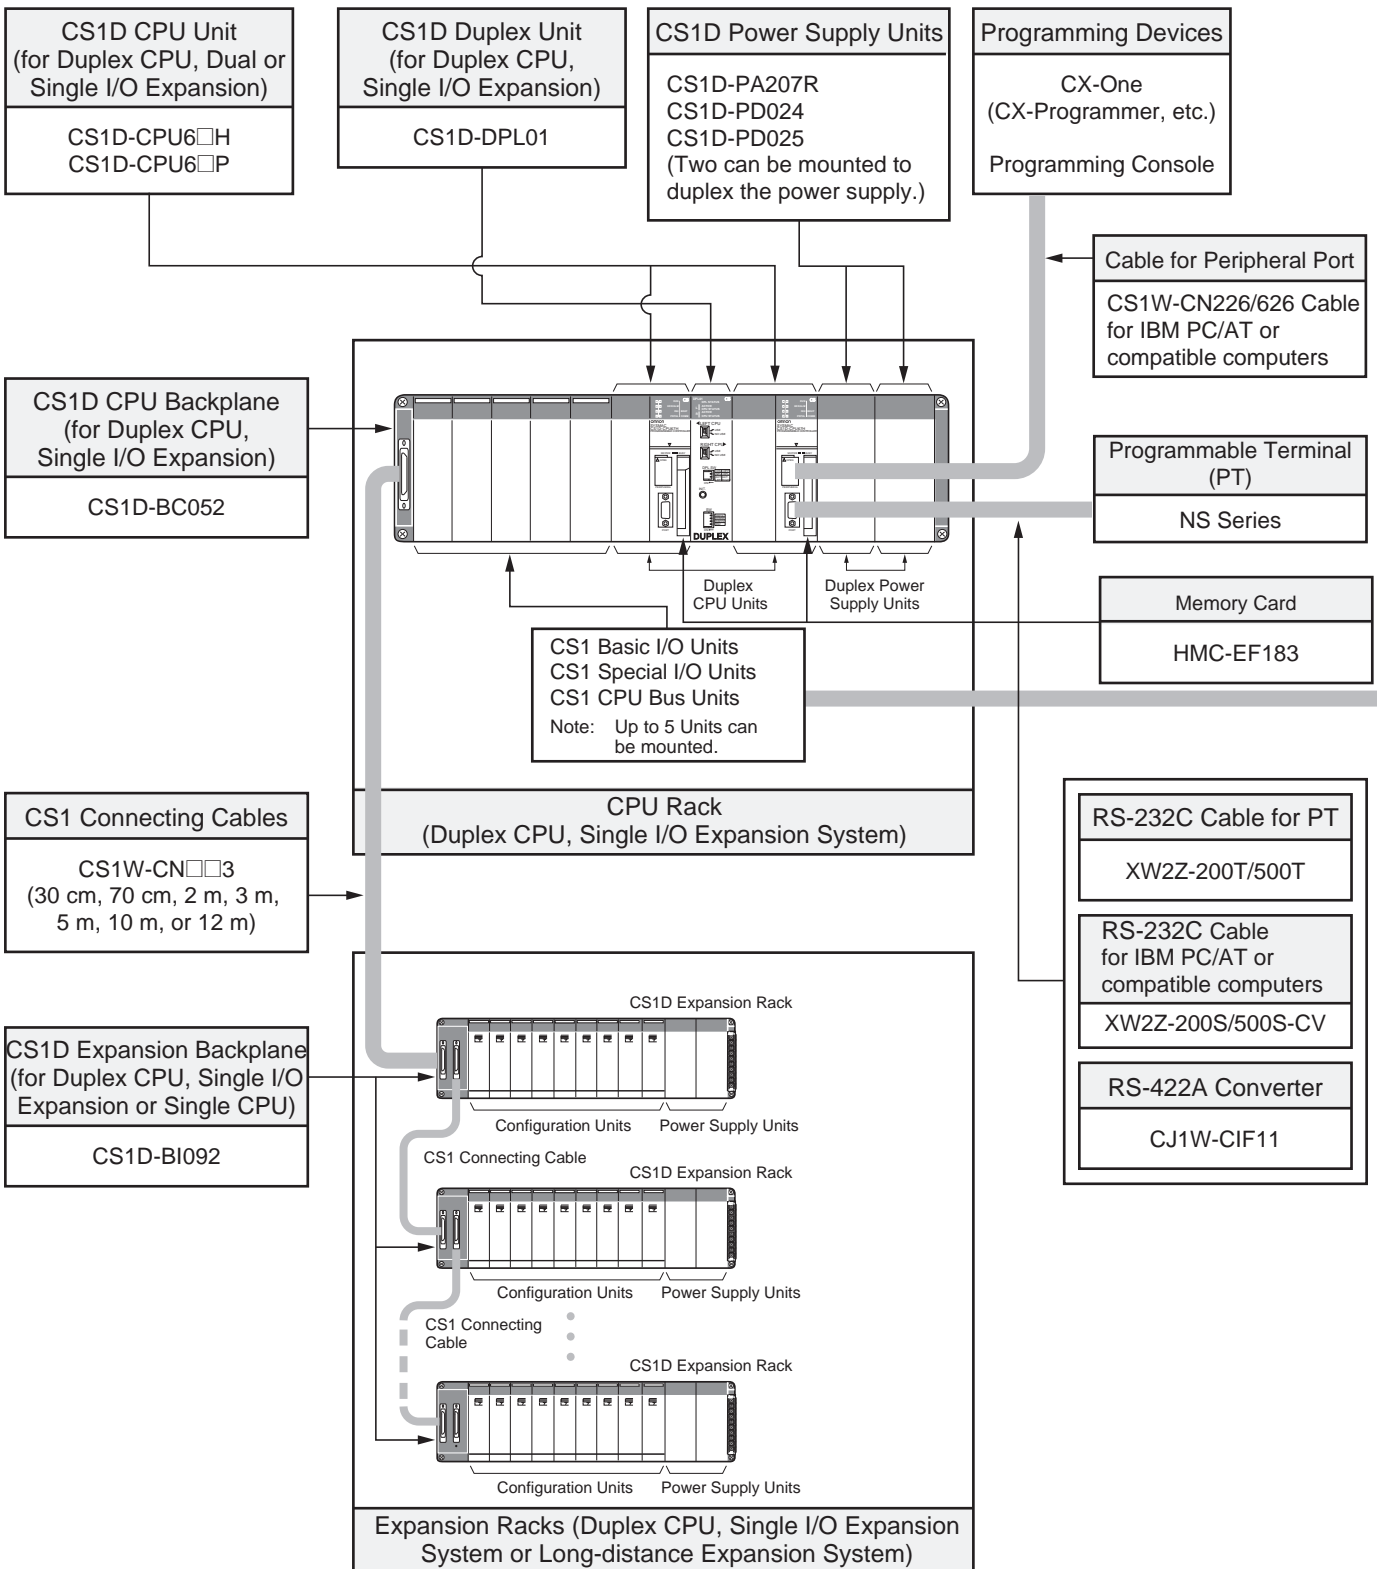 CS1D CPU Unit
(for Duplex CPU, Dual or
Single I/O Expansion)
CS1D-CPU6□H
CS1D-CPU6□P
CS1D Duplex Unit
(for Duplex CPU,
Single I/O Expansion)
CS1D-DPL01
CS1D Power Supply Units
CS1D-PA207R
CS1D-PD024
CS1D-PD025
(Two can be mounted to
duplex the power supply.)
Programming Devices
CX-One
(CX-Programmer, etc.)
Programming Console
Cable for Peripheral Port
CS1W-CN226/626 Cable
for IBM PC/AT or
compatible computers
CS1D CPU Backplane
(for Duplex CPU,
Single I/O Expansion)
CS1D-BC052
LEFT CPU
RIGHT CPU
DUPLEX
Programmable Terminal
(PT)
NS Series
Duplex
CPU Units
Duplex Power
Supply Units
Memory Card
HMC-EF183
CS1 Basic I/O Units
CS1 Special I/O Units
CS1 CPU Bus Units
Note: Up to 5 Units can
be mounted.
CPU Rack
(Duplex CPU, Single I/O Expansion System)
CS1 Connecting Cables
CS1W-CN□□3
(30 cm, 70 cm, 2 m, 3 m,
5 m, 10 m, or 12 m)
RS-232C Cable for PT
XW2Z-200T/500T
RS-232C Cable
for IBM PC/AT or
compatible computers
XW2Z-200S/500S-CV
RS-422A Converter
CJ1W-CIF11
CS1D Expansion Backplane
(for Duplex CPU, Single I/O
Expansion or Single CPU)
CS1D-BI092
CS1D Expansion Rack
Configuration Units
Power Supply Units
CS1 Connecting Cable
CS1D Expansion Rack
Configuration Units
Power Supply Units
CS1 Connecting
Cable
CS1D Expansion Rack
Configuration Units
Power Supply Units
Expansion Racks (Duplex CPU, Single I/O Expansion
System or Long-distance Expansion System)